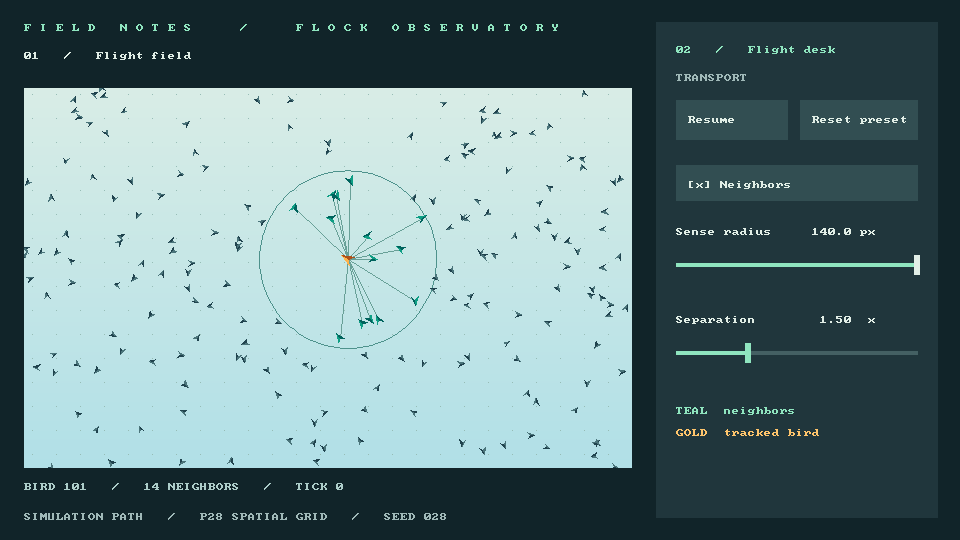 FIELD NOTES / FLOCK OBSERVATORY
01 / Flight field
BIRD 101 / 14 NEIGHBORS / TICK 0
SIMULATION PATH / P28 SPATIAL GRID / SEED 028
02 / Flight desk
TRANSPORT
Resume Reset preset
[x] Neighbors
Sense radius 140.0 px
Separation 1.50 x
TEAL neighbors
GOLD tracked bird